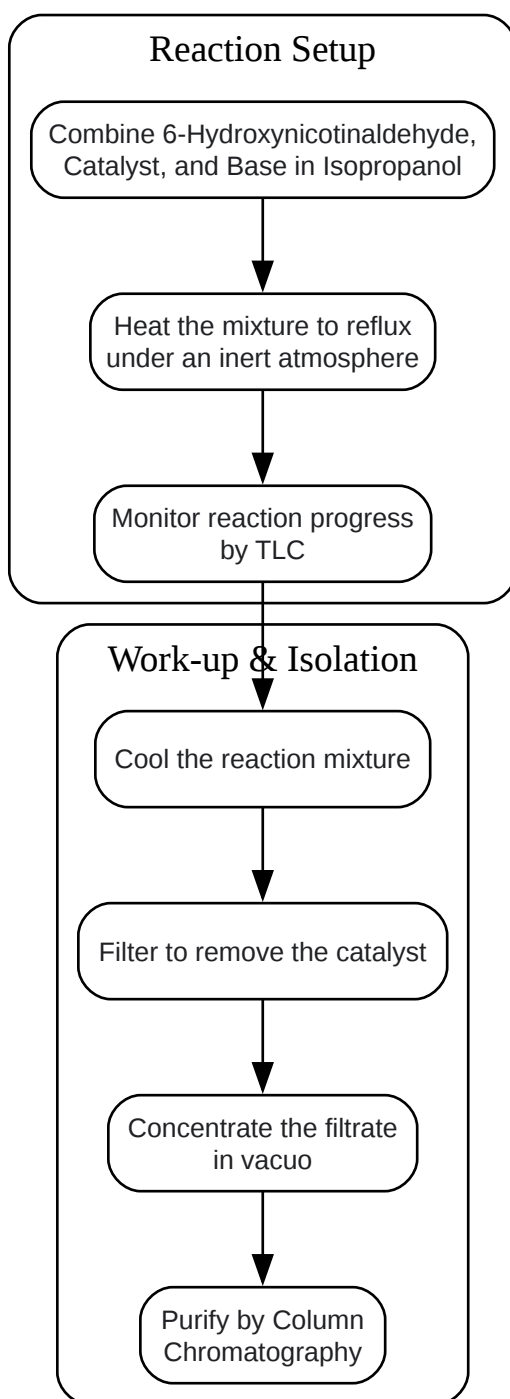 Reaction Setup
Combine 6-Hydroxynicotinaldehyde,
Catalyst, and Base in Isopropanol
Heat the mixture to reflux
under an inert atmosphere
Monitor reaction progress
by TLC
Work-up & Isolation
Cool the reaction mixture
Filter to remove the catalyst
Concentrate the filtrate
in vacuo
Purify by Column
Chromatography